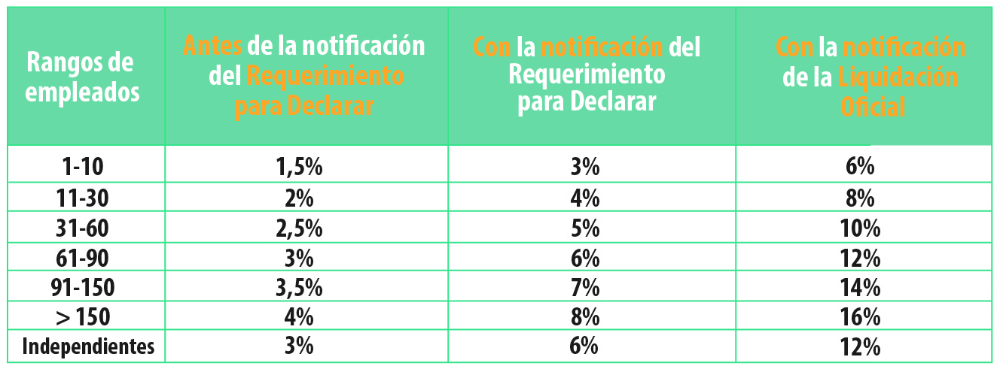 Rangos de
empleados
Antes de la notificación
del Requerimiento
para Declarar
Con la notificación del
Requerimiento
para Declarar
Con la notificación
de la Liquidación
Oficial
1-10 1,5% 3% 6%
11-30 2% 4% 8%
31-60 2,5% 5% 10%
61-90 3% 6% 12%
91-150 3,5% 7% 14%
> 150 4% 8% 16%
Independientes 3% 6% 12%